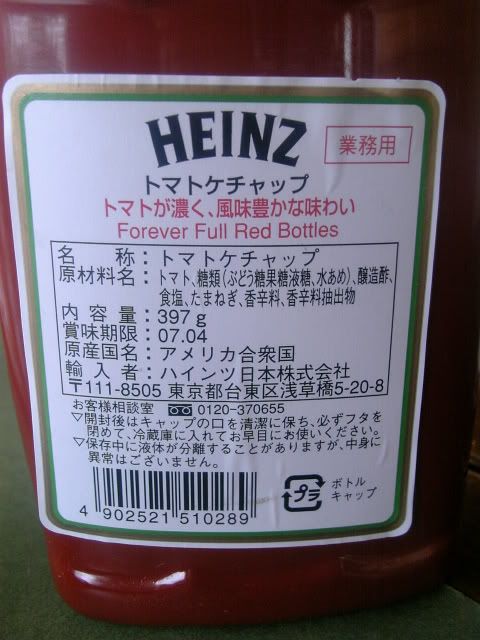 HEINZ
業務用
トマトケチャップ
トマトが濃く、風味豊かな味わい
Forever Full Red Bottles
名 称：トマトケチャップ
原材料名：トマト、糖類(ぶどう糖果糖液糖、水あめ)、醸造酢、
食塩、たまねぎ、香辛料、香辛料抽出物
内 容 量：397ｇ
賞味期限：07.04
原産国名：アメリカ合衆国
輸 入 者：ハインツ日本株式会社
〒111-8505 東京都台東区浅草橋5-20-8
お客様相談室 0120-370655
▽開封後はキャップの口を清潔に保ち、必ずフタを
閉めて、冷蔵庫に入れてお早目にお使いください。
▽保存中に液体が分離することがありますが、中身に
異常はございません。
4 902521 510289
プラ
ボトル
キャップ